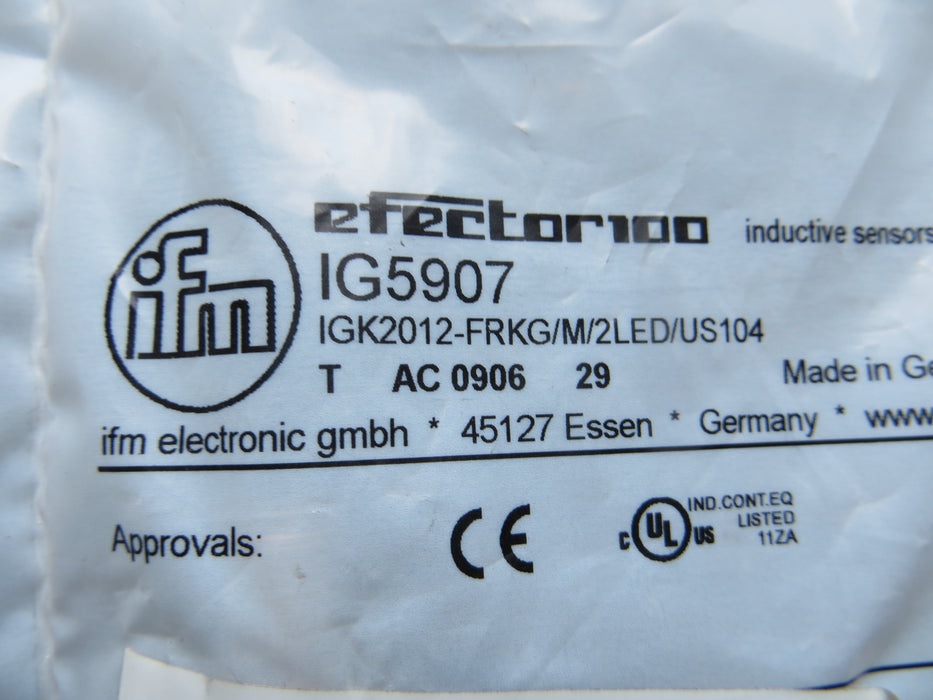 ifm
efector100 inductive sensors
IG5907
IGK2012-FRKG/M/2LED/US104
T AC 0906 29 Made in Ge
ifm electronic gmbh * 45127 Essen * Germany * www.
Approvals: CE c UL US IND.CONT.EQ
LISTED
11ZA